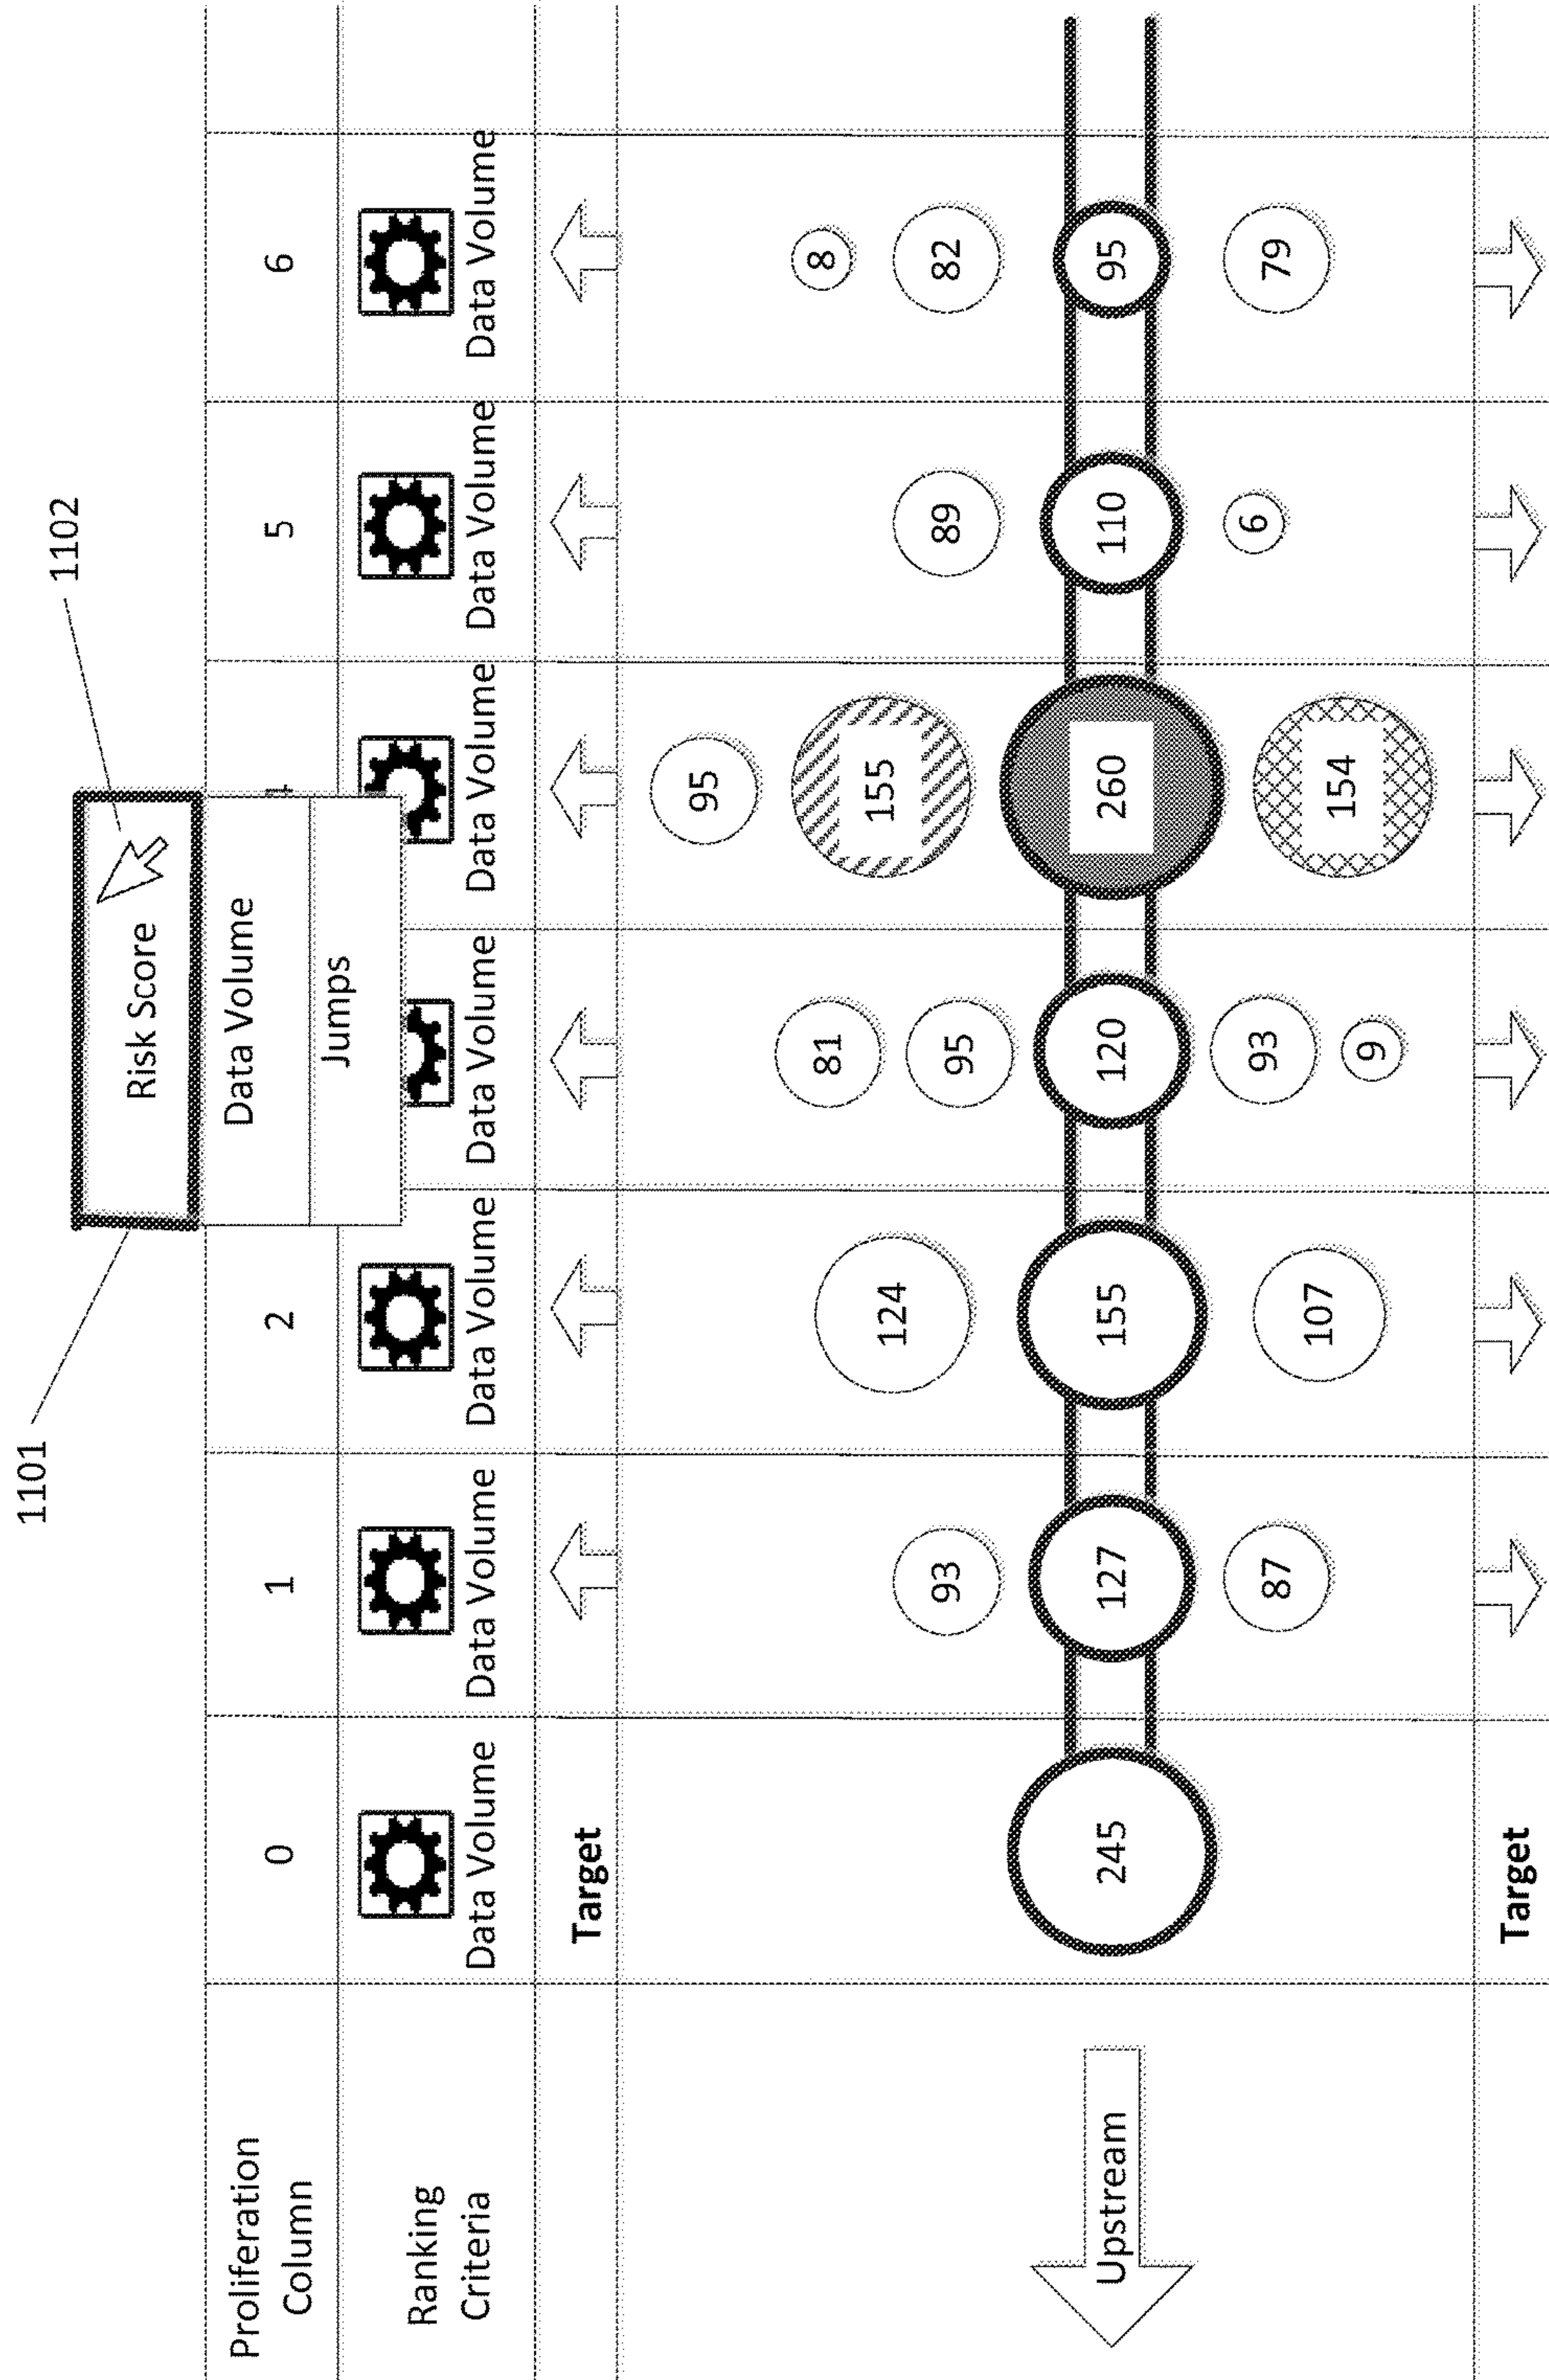 1101
1102
Risk Score
Data Volume
Jumps
Proliferation
Column
0
1
2
5
6
Ranking
Criteria
Data Volume
Data Volume
Data Volume
Data Volume
Data Volume
Data Volume
Data Volume
Target
95
8
81
155
82
124
93
95
89
Upstream
245
127
155
120
260
110
95
87
107
93
154
6
79
9
Target